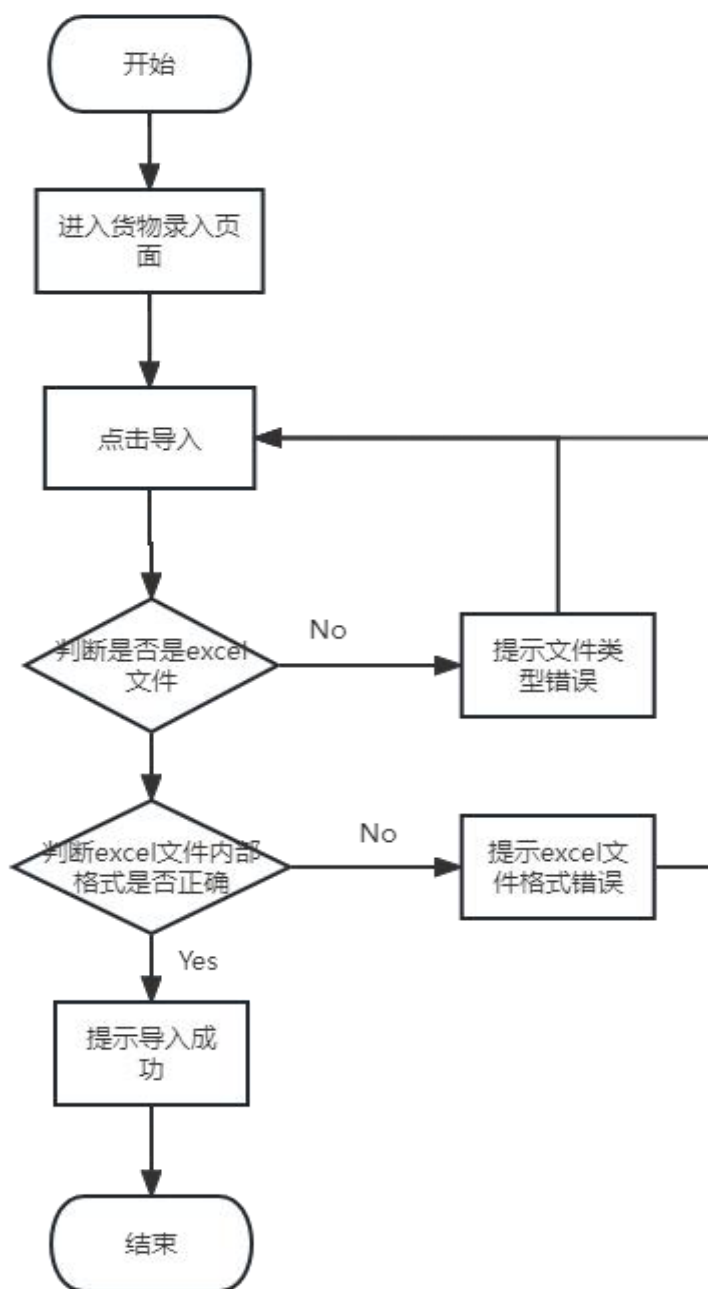 开始
进入货物录入页
面
点击导入
判断是否是excel
文件
No
提示文件类
型错误
判断excel文件内部
格式是否正确
No
提示excel文
件格式错误
Yes
提示导入成
功
结束